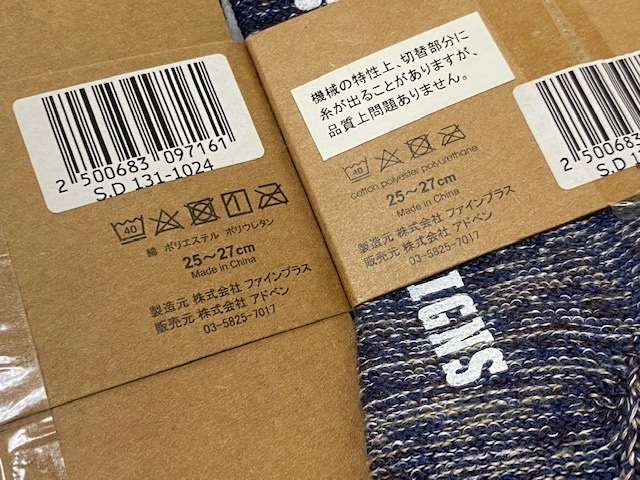 2 500683 097161
S.D 131-1024
40
綿 ポリエステル ポリウレタン
25～27cm
Made in China
製造元 株式会社 ファインプラス
販売元 株式会社 アドペン
03-5825-7017
機械の特性上、切替部分に
糸が出ることがありますが、
品質上問題ありません。
40
cotton polyester polyurethane
25～27cm
Made in China
製造元 株式会社 ファインプラス
販売元 株式会社 アドペン
03-5825-7017
2 500683
S.D
IGNS